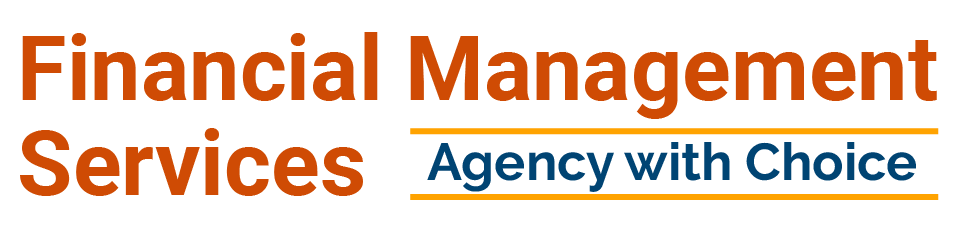 Financial Management
Services
Agency with Choice